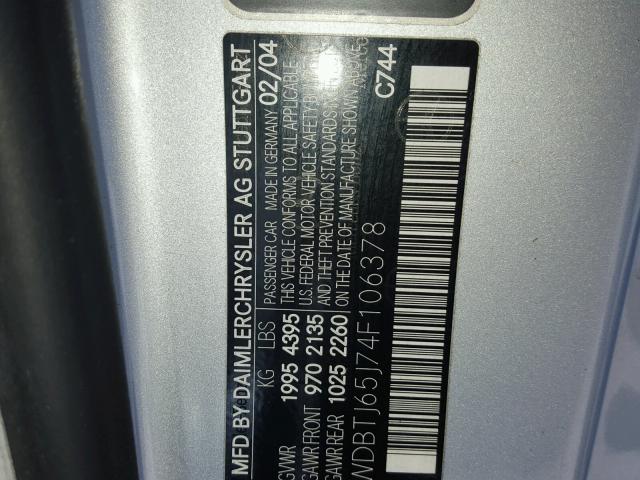 MFD BY DAIMLERCHRYSLER AG STUTTGART
KG LBS PASSENGER CAR MADE IN GERMANY 02/04
GVWR 1995 4395 THIS VEHICLE CONFORMS TO ALL APPLICABLE
GAWR FRONT 970 2135 U.S. FEDERAL MOTOR VEHICLE SAFETY
GAWR REAR 1025 2260 AND THEFT PREVENTION STANDARDS
ON THE DATE OF MANUFACTURE SHOWN C744
WDBTJ65J74F106378